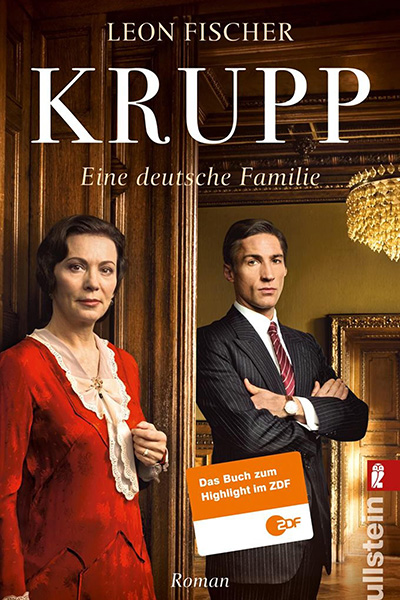 LEON FISCHER
KRUPP
Eine deutsche Familie
Das Buch zum
Highlight im ZDF
ZDF
ullstein
Roman